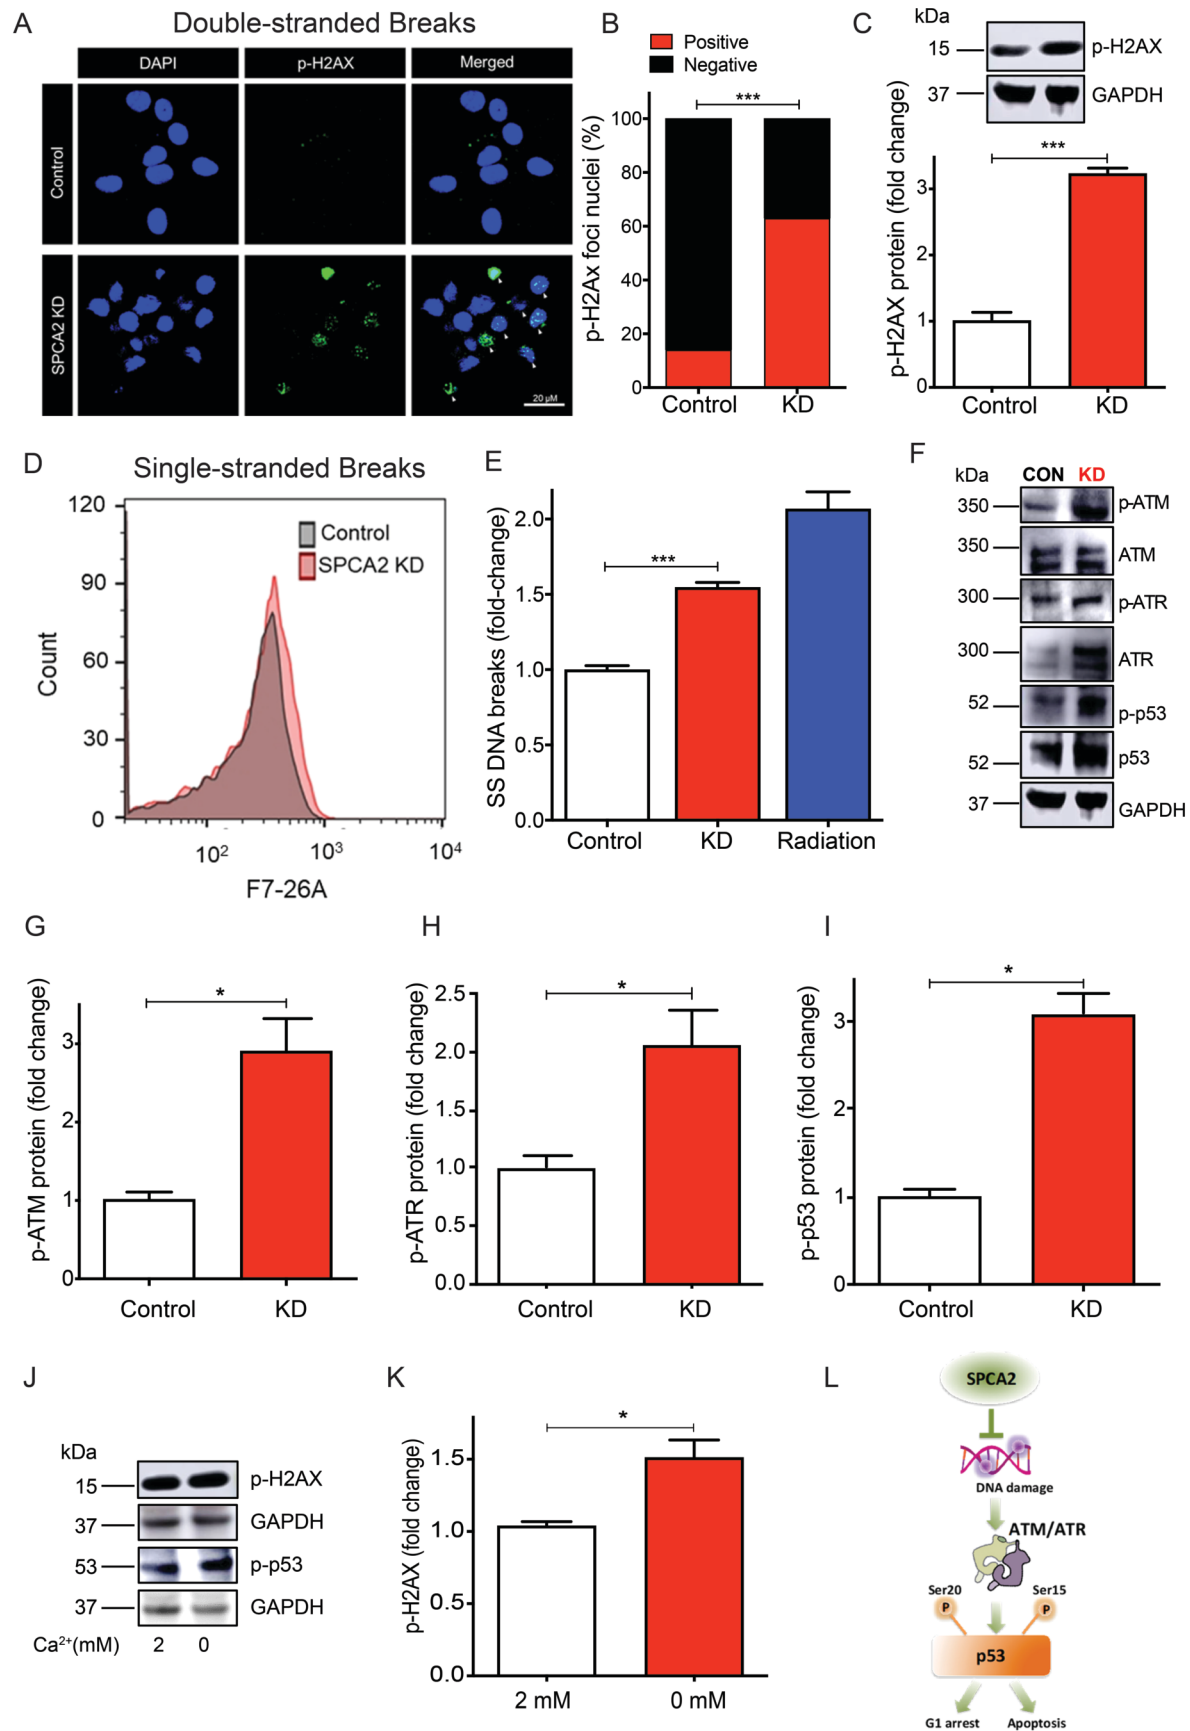 A
Double-stranded Breaks
DAPI
p-H2AX
Merged
Control
SPCA2 KD
20 µM
B
Positive
Negative
***
p-H2Ax foci nuclei (%)
100
80
60
40
20
0
Control
KD
C
kDa
15
p-H2AX
37
GAPDH
***
p-H2AX protein (fold change)
3
2
1
0
Control
KD
D
Single-stranded Breaks
Control
SPCA2 KD
Count
120
90
60
30
0
10²
10³
10⁴
F7-26A
E
***
SS DNA breaks (fold-change)
2.0
1.5
1.0
0.5
0.0
Control
KD
Radiation
F
kDa
CON
KD
350
p-ATM
350
ATM
300
p-ATR
300
ATR
52
p-p53
52
p53
37
GAPDH
G
*
p-ATM protein (fold change)
3
2
1
0
Control
KD
H
*
p-ATR protein (fold change)
2.5
2.0
1.5
1.0
0.5
0.0
Control
KD
I
*
p-p53 protein (fold change)
3
2
1
0
Control
KD
J
kDa
15
p-H2AX
37
GAPDH
53
p-p53
37
GAPDH
Ca²⁺(mM)
2
0
K
*
p-H2AX (fold change)
1.5
1.0
0.5
0.0
2 mM
0 mM
L
SPCA2
DNA damage
ATM/ATR
Ser20
Ser15
P
P
p53
G1 arrest
Apoptosis